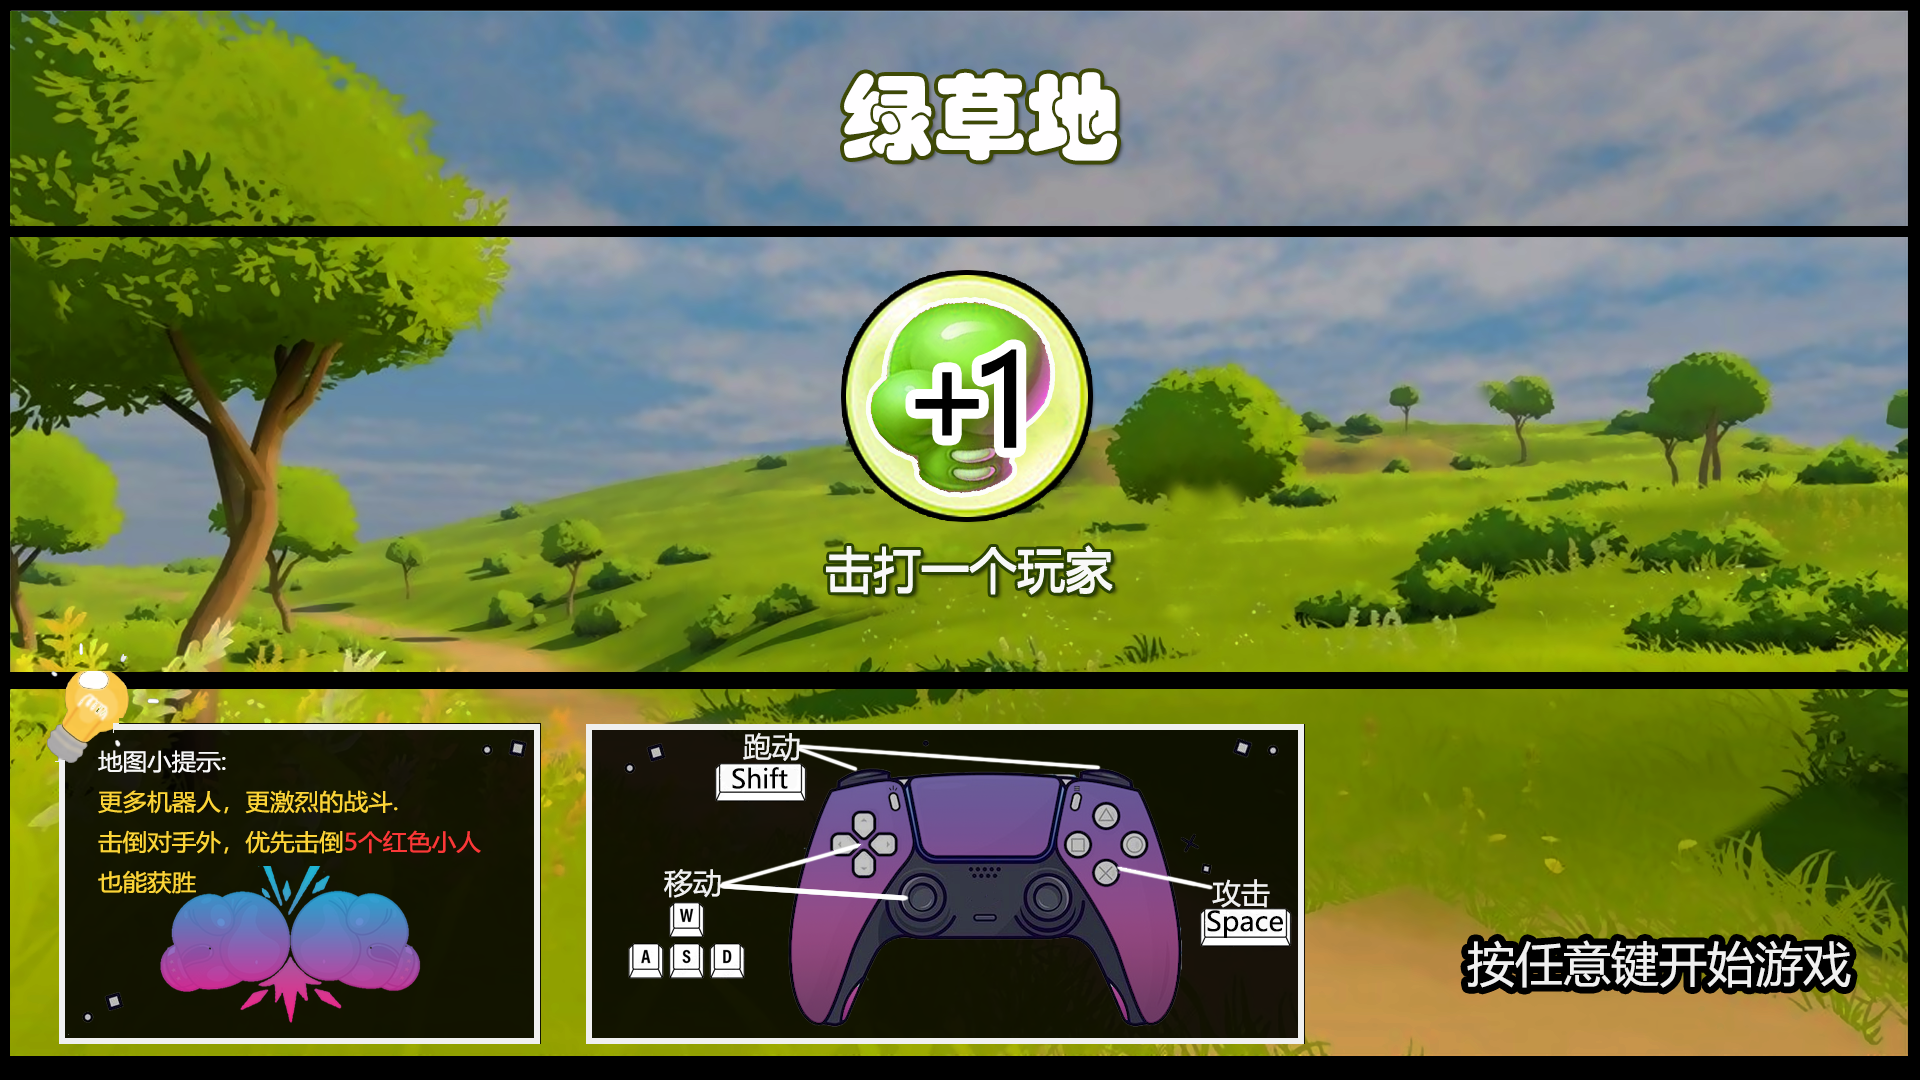 绿草地
+1
击打一个玩家
地图小提示:
更多机器人，更激烈的战斗.
击倒对手外，优先击倒5个红色小人
也能获胜
跑动
Shift
移动
W
A S D
攻击
Space
按任意键开始游戏